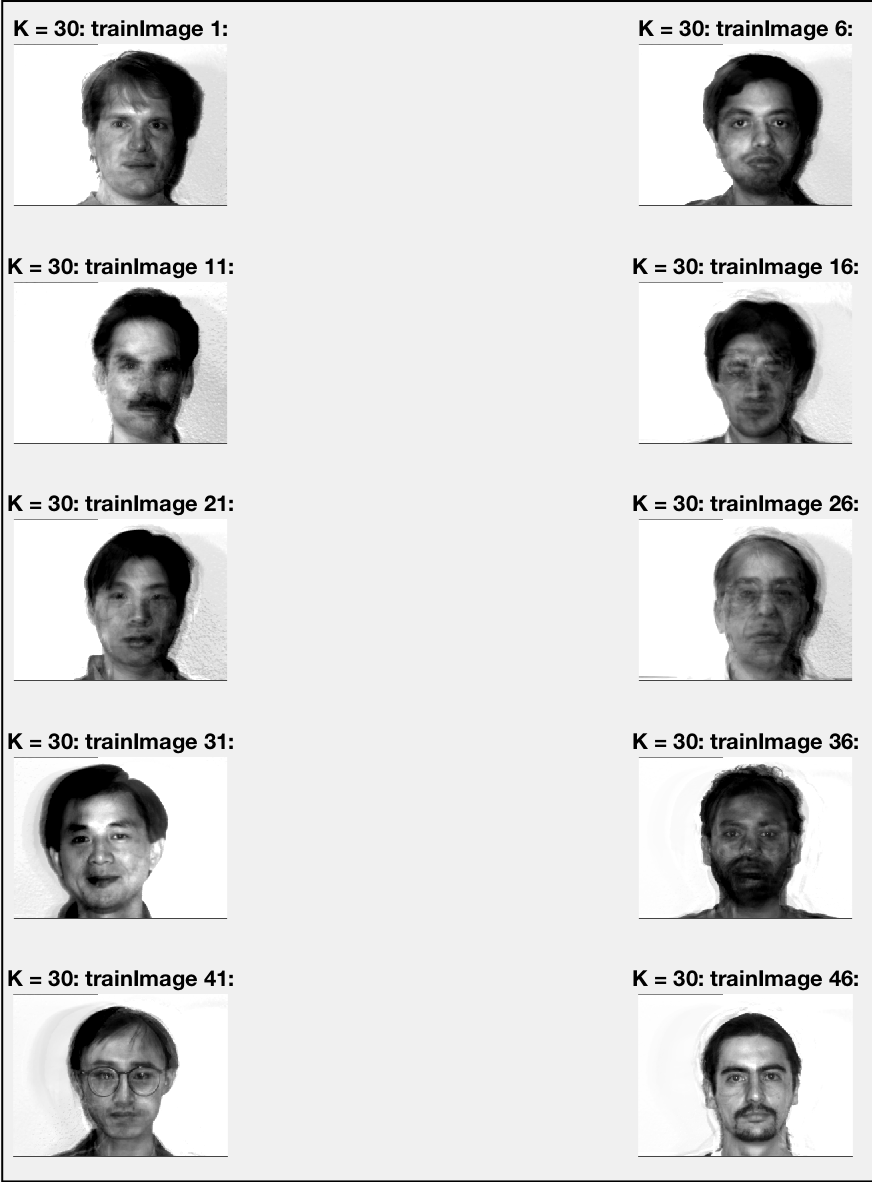 K = 30: trainImage 1:
K = 30: trainImage 6:
K = 30: trainImage 11:
K = 30: trainImage 16:
K = 30: trainImage 21:
K = 30: trainImage 26:
K = 30: trainImage 31:
K = 30: trainImage 36:
K = 30: trainImage 41:
K = 30: trainImage 46: